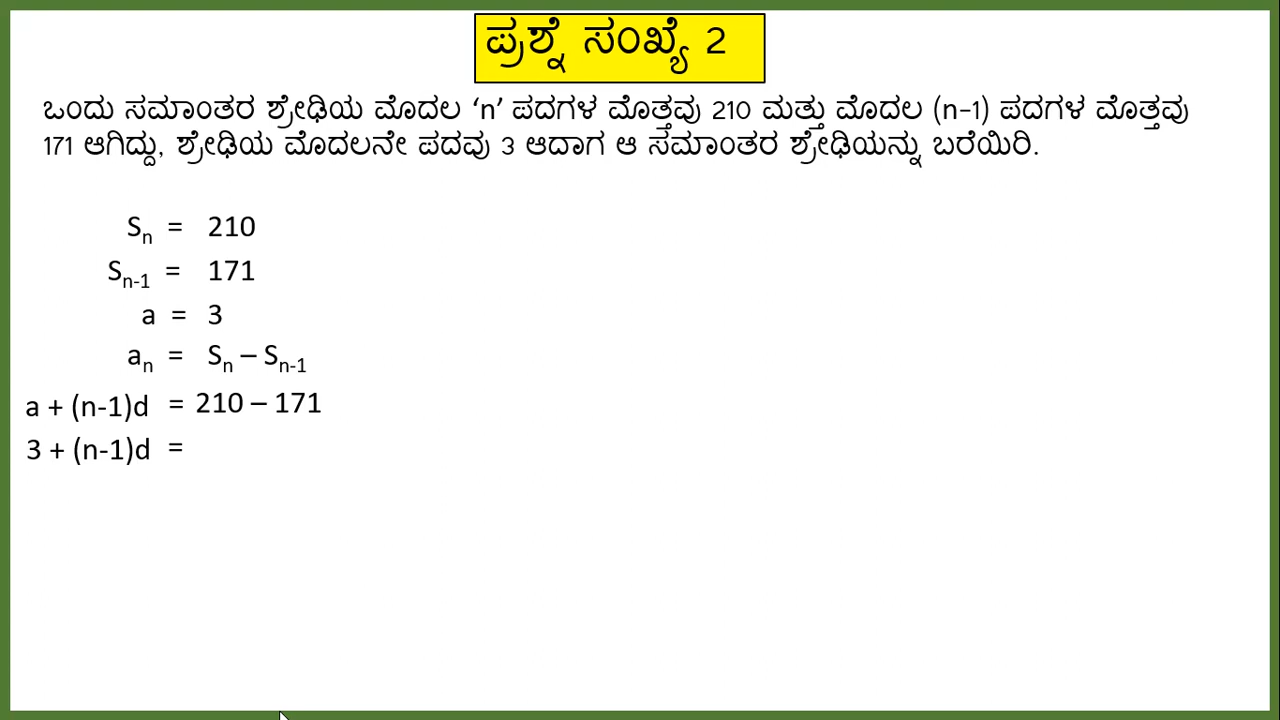 ಪ್ರಶ್ನೆ ಸಂಖ್ಯೆ 2
ಒಂದು ಸಮಾಂತರ ಶ್ರೇಢಿಯ ಮೊದಲ ‘n’ ಪದಗಳ ಮೊತ್ತವು 210 ಮತ್ತು ಮೊದಲ (n-1) ಪದಗಳ ಮೊತ್ತವು
171 ಆಗಿದ್ದು, ಶ್ರೇಢಿಯ ಮೊದಲನೇ ಪದವು 3 ಆದಾಗ ಆ ಸಮಾಂತರ ಶ್ರೇಢಿಯನ್ನು ಬರೆಯಿರಿ.
Sn = 210
Sn-1 = 171
a = 3
an = Sn – Sn-1
a + (n-1)d = 210 – 171
3 + (n-1)d =